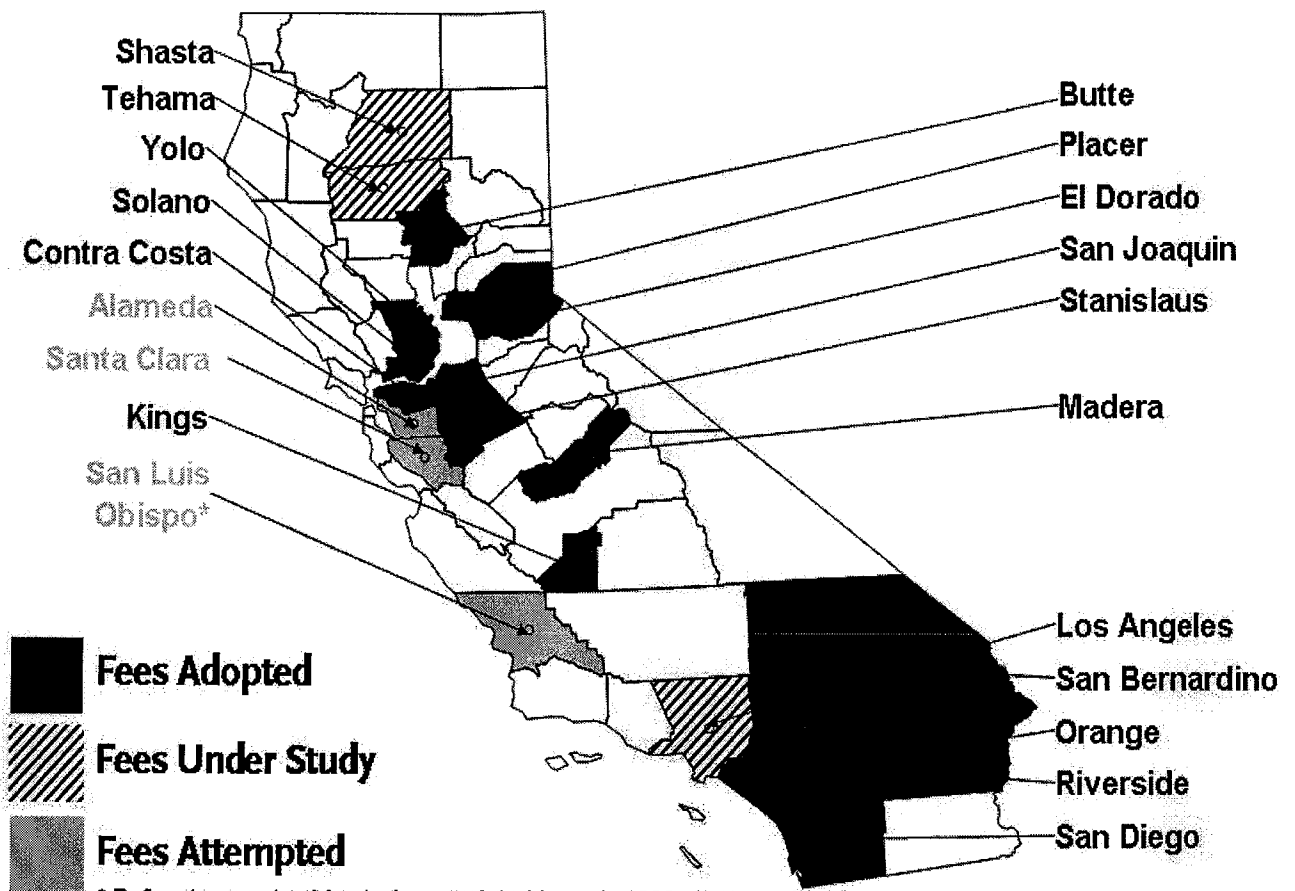 Shasta
Tehama
Yolo
Solano
Contra Costa
Alameda
Santa Clara
Kings
San Luis
Obispo*
Butte
Placer
El Dorado
San Joaquin
Stanislaus
Madera
Los Angeles
San Bernardino
Orange
Riverside
San Diego
Fees Adopted
Fees Under Study
Fees Attempted